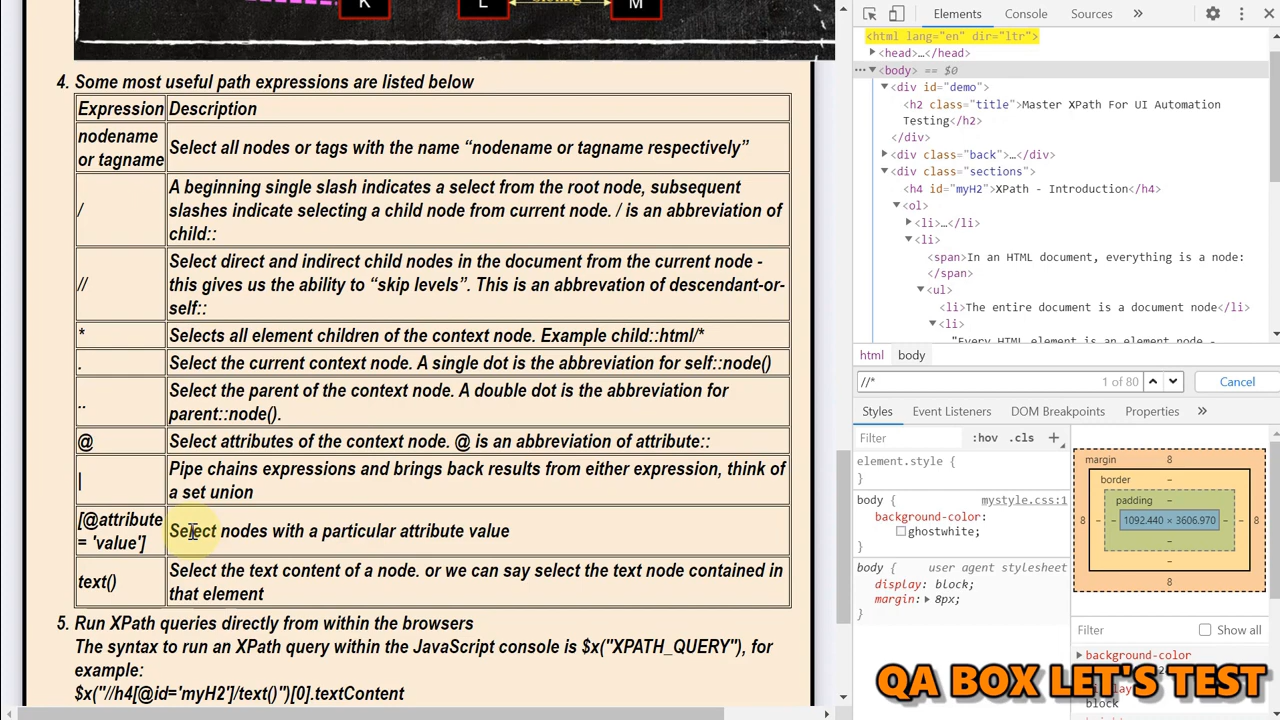 K
L
Sibling
M
4. Some most useful path expressions are listed below
Expression Description
nodename or tagname
Select all nodes or tags with the name “nodename or tagname respectively”
/
A beginning single slash indicates a select from the root node, subsequent
slashes indicate selecting a child node from current node. / is an abbreviation of
child::
//
Select direct and indirect child nodes in the document from the current node -
this gives us the ability to “skip levels”. This is an abbrevation of descendant-or-
self::
* Selects all element children of the context node. Example child::html/*
. Select the current context node. A single dot is the abbreviation for self::node()
..
Select the parent of the context node. A double dot is the abbreviation for
parent::node().
@ Select attributes of the context node. @ is an abbreviation of attribute::
|
Pipe chains expressions and brings back results from either expression, think of
a set union
[@attribute
= 'value']
Select nodes with a particular attribute value
text()
Select the text content of a node. or we can say select the text node contained in
that element
5. Run XPath queries directly from within the browsers
The syntax to run an XPath query within the JavaScript console is $x("XPATH_QUERY"), for
example:
$x("//h4[@id='myH2']/text()")[0].textContent
Elements Console Sources »
<html lang="en" dir="ltr">
<head>…</head>
<body> == $0
<div id="demo">
<h2 class="title">Master XPath For UI Automation
Testing</h2>
</div>
<div class="back">…</div>
<div class="sections">
<h4 id="myH2">XPath - Introduction</h4>
<ol>
<li>…</li>
<li>
<span>In an HTML document, everything is a node:
</span>
<ul>
<li>The entire document is a document node</li>
<li>
"Every HTML element is an element node -
html body
//* 1 of 80 Cancel
Styles Event Listeners DOM Breakpoints Properties »
Filter :hov .cls +
element.style {
}
body { mystyle.css:1
background-color:
ghostwhite;
}
body { user agent stylesheet
display: block;
margin: 8px;
}
margin 8
border –
padding –
8 – – 1092.440 × 3606.970 – – 8
–
–
8
Filter Show all
background-color
display
block
QA BOX LET'S TEST